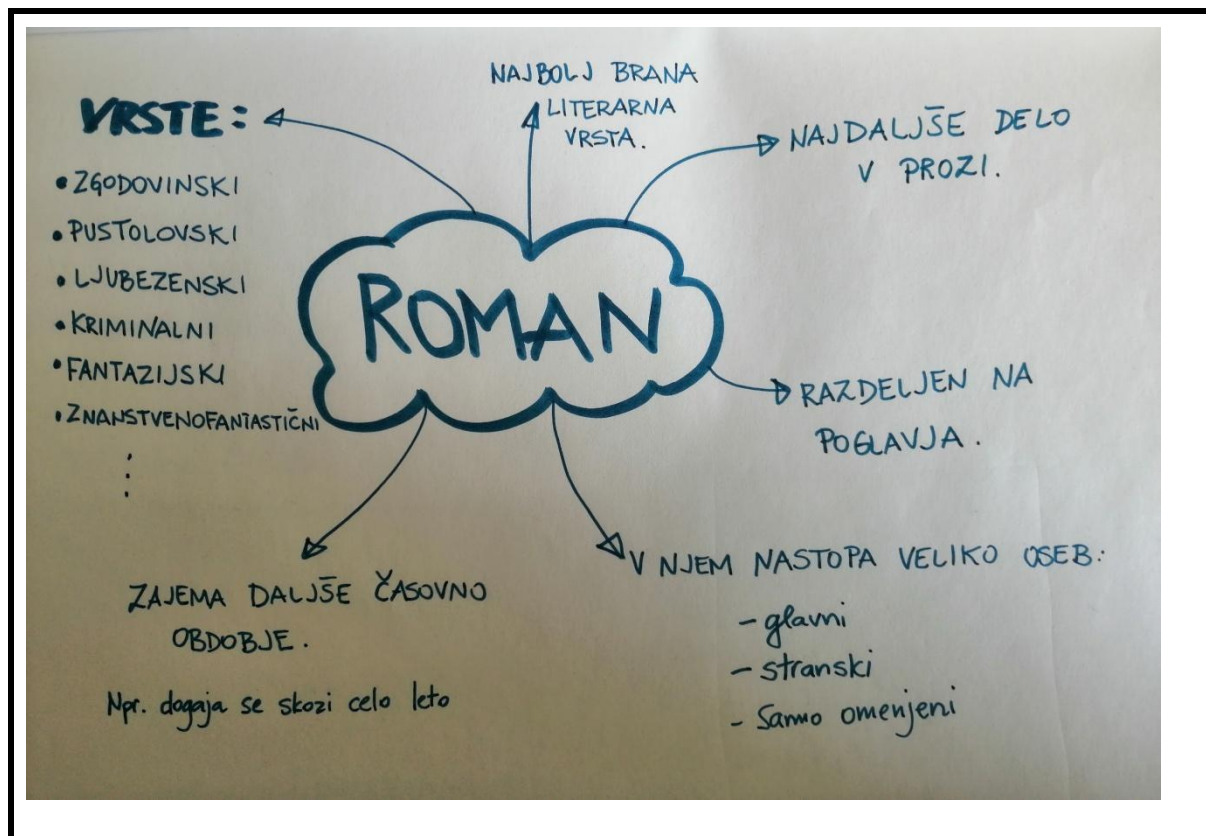 VRSTE:
• ZGODOVINSKI
• PUSTOLOVSKI
• LJUBEZENSKI
• KRIMINALNI
• FANTAZIJSKI
• ZNANSTVENOFANTASTIČNI
⋮
NAJBOLJ BRANA
LITERARNA
VRSTA.
NAJDALJŠE DELO
V PROZI.
ROMAN
RAZDELJEN NA
POGLAVJA.
ZAJEMA DALJŠE ČASOVNO
OBDOBJE.
Npr. dogaja se skozi celo leto
V NJEM NASTOPA VELIKO OSEB:
- glavni
- stranski
- Samo omenjeni